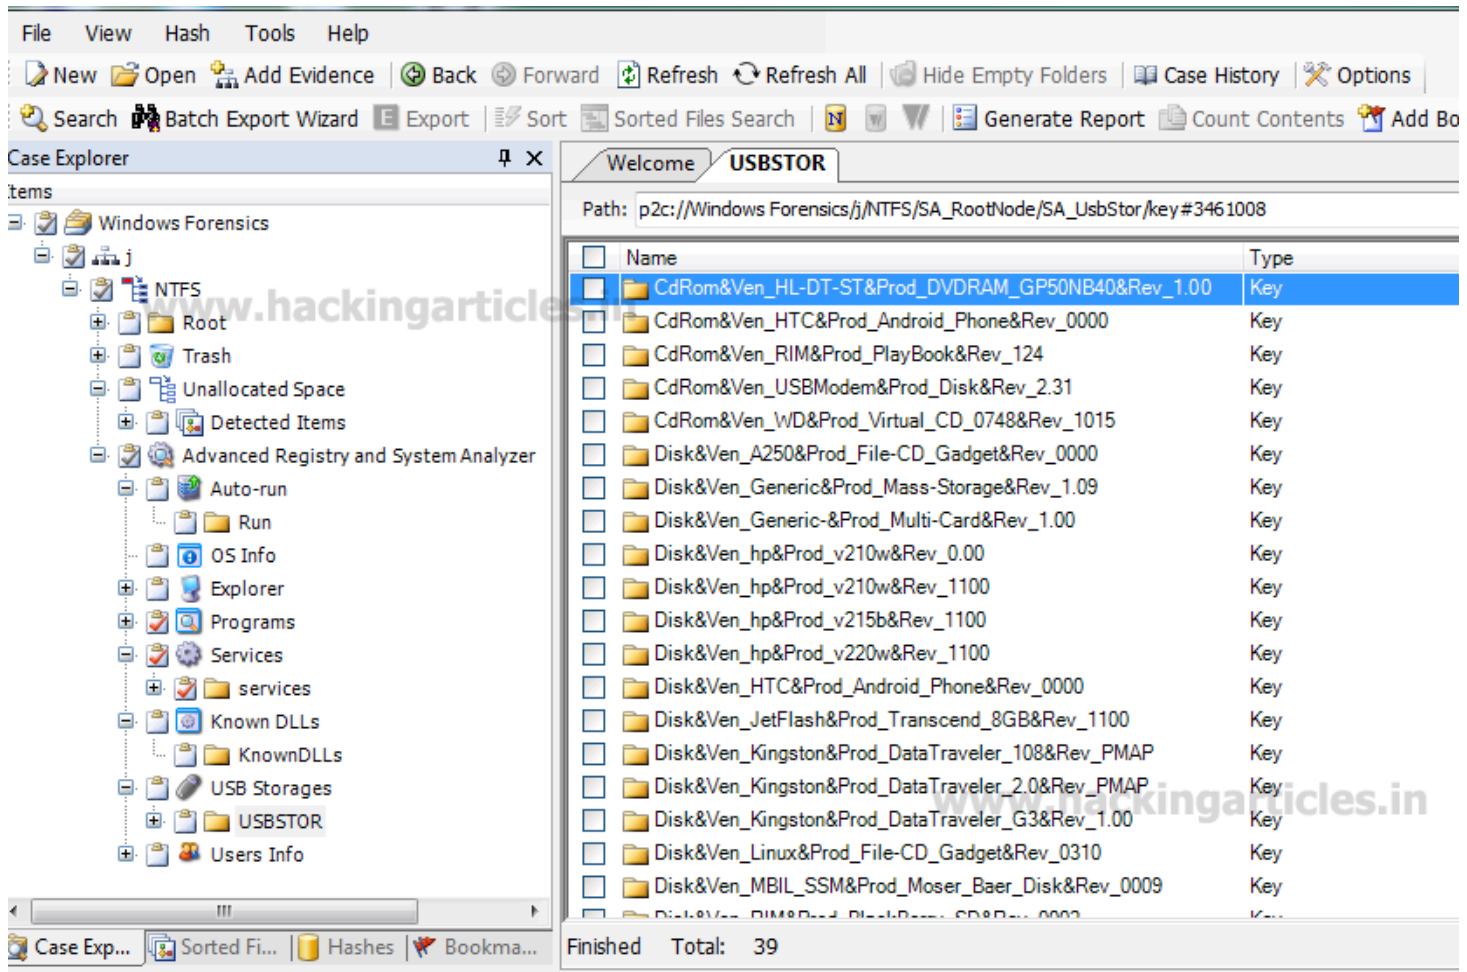 File View Hash Tools Help
New Open Add Evidence Back Forward Refresh Refresh All Hide Empty Folders Case History Options
Search Batch Export Wizard E Export Sort Sorted Files Search N W Generate Report Count Contents Add Bo
Case Explorer
Items
Windows Forensics
j
NTFS
Root
Trash
Unallocated Space
Detected Items
Advanced Registry and System Analyzer
Auto-run
Run
OS Info
Explorer
Programs
Services
services
Known DLLs
KnownDLLs
USB Storages
USBSTOR
Users Info
Case Exp... Sorted Fi... Hashes Bookma...
Welcome USBSTOR
Path: p2c://Windows Forensics/j/NTFS/SA_RootNode/SA_UsbStor/key#3461008
Name Type
CdRom&Ven_HL-DT-ST&Prod_DVDRAM_GP50NB40&Rev_1.00 Key
CdRom&Ven_HTC&Prod_Android_Phone&Rev_0000 Key
CdRom&Ven_RIM&Prod_PlayBook&Rev_124 Key
CdRom&Ven_USBModem&Prod_Disk&Rev_2.31 Key
CdRom&Ven_WD&Prod_Virtual_CD_0748&Rev_1015 Key
Disk&Ven_A250&Prod_File-CD_Gadget&Rev_0000 Key
Disk&Ven_Generic&Prod_Mass-Storage&Rev_1.09 Key
Disk&Ven_Generic-&Prod_Multi-Card&Rev_1.00 Key
Disk&Ven_hp&Prod_v210w&Rev_0.00 Key
Disk&Ven_hp&Prod_v210w&Rev_1100 Key
Disk&Ven_hp&Prod_v215b&Rev_1100 Key
Disk&Ven_hp&Prod_v220w&Rev_1100 Key
Disk&Ven_HTC&Prod_Android_Phone&Rev_0000 Key
Disk&Ven_JetFlash&Prod_Transcend_8GB&Rev_1100 Key
Disk&Ven_Kingston&Prod_DataTraveler_108&Rev_PMAP Key
Disk&Ven_Kingston&Prod_DataTraveler_2.0&Rev_PMAP Key
Disk&Ven_Kingston&Prod_DataTraveler_G3&Rev_1.00 Key
Disk&Ven_Linux&Prod_File-CD_Gadget&Rev_0310 Key
Disk&Ven_MBIL_SSM&Prod_Moser_Baer_Disk&Rev_0009 Key
Finished Total: 39
www.hackingarticles.in
www.hackingarticles.in